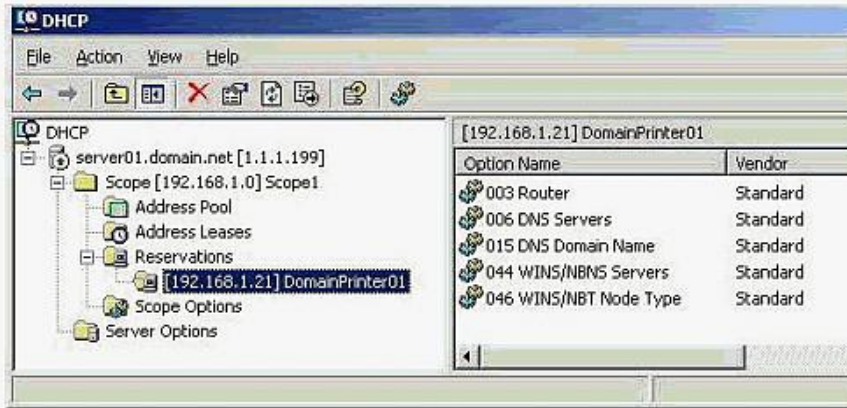 DHCP
File Action View Help
DHCP
server01.domain.net [1.1.1.199]
Scope [192.168.1.0] Scope1
Address Pool
Address Leases
Reservations
[192.168.1.21] DomainPrinter01
Scope Options
Server Options
[192.168.1.21] DomainPrinter01
Option Name Vendor
003 Router Standard
006 DNS Servers Standard
015 DNS Domain Name Standard
044 WINS/NBNS Servers Standard
046 WINS/NBT Node Type Standard